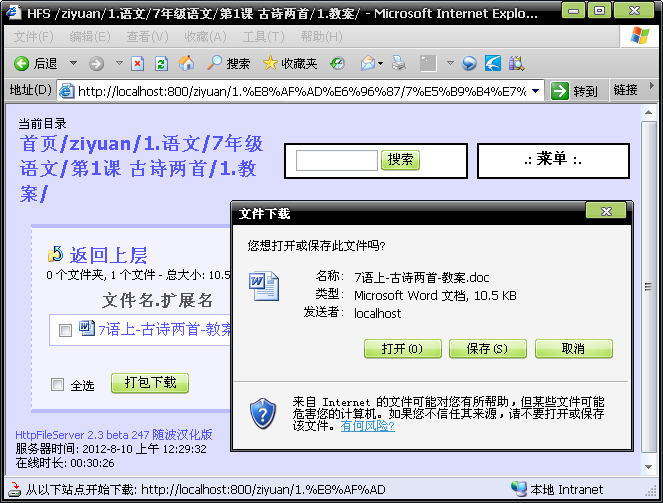 HFS /ziyuan/1.语文/7年级语文/第1课 古诗两首/1.教案/ - Microsoft Internet Explo...
文件(F) 编辑(E) 查看(V) 收藏(A) 工具(T) 帮助(H)
后退 搜索 收藏夹
地址(D) http://localhost:800/ziyuan/1.%E8%AF%AD%E6%96%87/7%E5%B9%B4%E7% 转到 链接
当前目录
首页/ziyuan/1.语文/7年级
语文/第1课 古诗两首/1.教
案/
搜索
.: 菜单 :.
返回上层
0 个文件夹, 1 个文件 - 总大小: 10.5
文件名.扩展名
7语上-古诗两首-教案
全选 打包下载
文件下载
您想打开或保存此文件吗?
名称: 7语上-古诗两首-教案.doc
类型: Microsoft Word 文档, 10.5 KB
发送者: localhost
打开(O) 保存(S) 取消
来自 Internet 的文件可能对您有所帮助，但某些文件可能
危害您的计算机。如果您不信任其来源，请不要打开或保存
该文件。有何风险?
HttpFileServer 2.3 beta 247 随波汉化版
服务器时间: 2012-8-10 上午 12:29:32
在线时长: 00:30:26
从以下站点开始下载: http://localhost:800/ziyuan/1.%E8%AF%AD 本地 Intranet